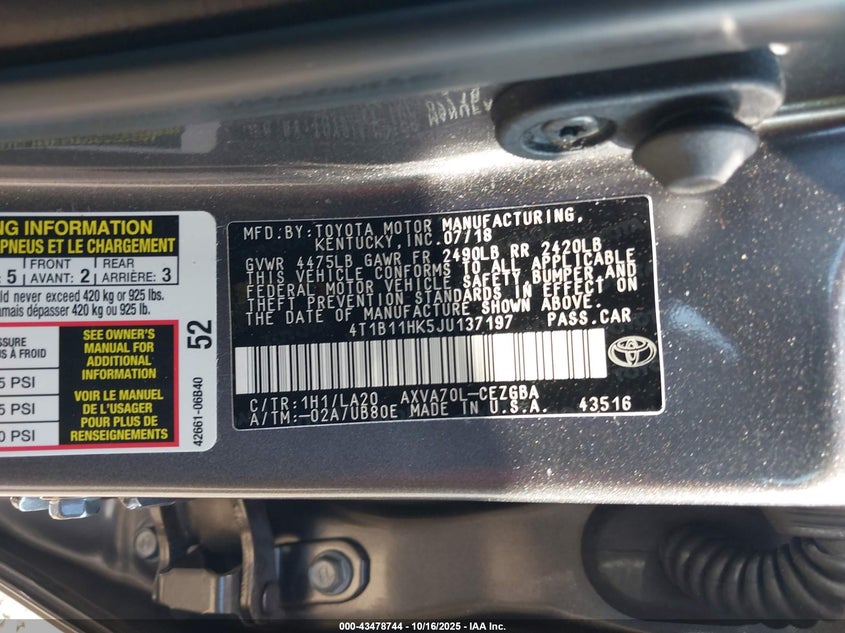 NG INFORMATION
PNEUS ET LE CHARGEMENT
5 FRONT AVANT: 2 REAR ARRIÈRE: 3
ld never exceed 420 kg or 925 lbs.
amais dépasser 420 kg ou 925 lb.
SEE OWNER'S
MANUAL FOR
ADDITIONAL
INFORMATION
VOIR LE MANUEL
DE L'USAGER
POUR PLUS DE
RENSEIGNEMENTS
5 PSI
5 PSI
0 PSI
52
42661-06B40
MFD.BY:TOYOTA MOTOR MANUFACTURING,
KENTUCKY, INC.07/18
GVWR 4475LB GAWR FR 2490LB RR 2420LB
THIS VEHICLE CONFORMS TO ALL APPLICABLE
FEDERAL MOTOR VEHICLE SAFETY,BUMPER AND
THEFT PREVENTION STANDARDS IN EFFECT ON
THE DATE OF MANUFACTURE SHOWN ABOVE.
4T1B11HK5JU137197 PASS.CAR
C/TR:1H1/LA20 AXVA70L-CEZGBA
A/TM:-02A/UB80E MADE IN U.S.A. 43516
TOYOTA
000-43478744 - 10/16/2025 - IAA Inc.